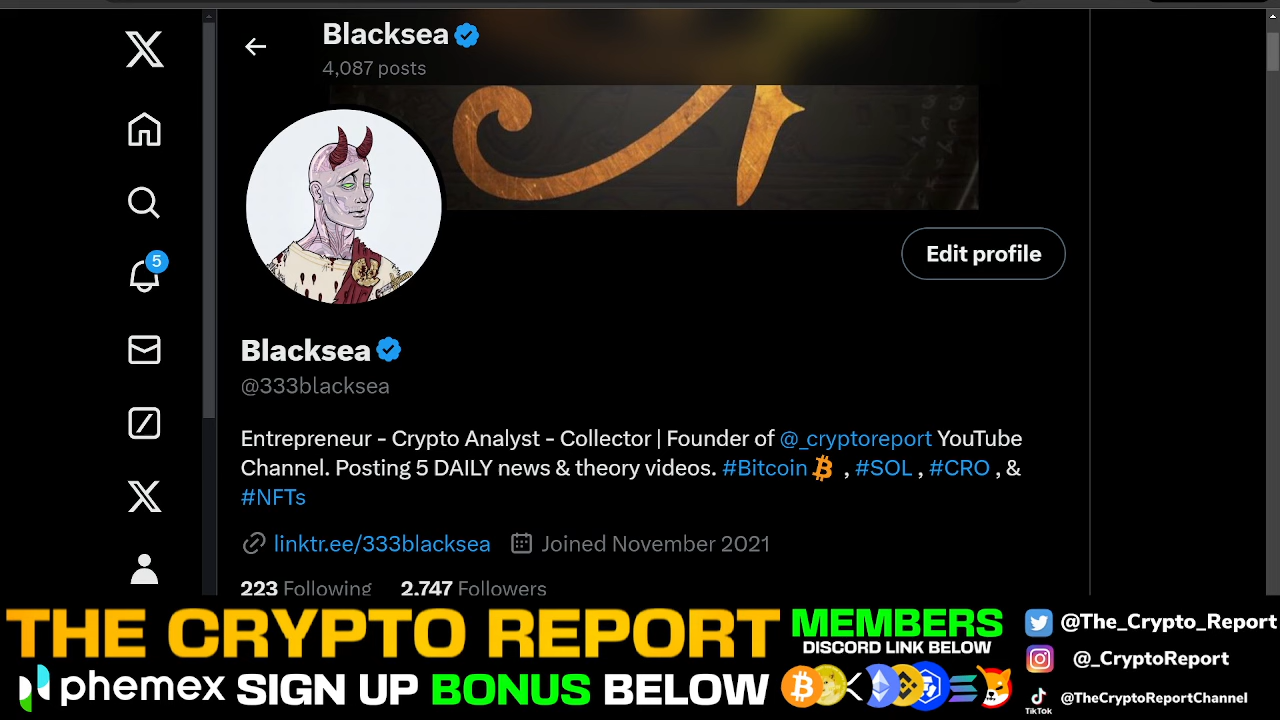 Blacksea
4,087 posts
Edit profile
5
Blacksea
@333blacksea
Entrepreneur - Crypto Analyst - Collector | Founder of @_cryptoreport YouTube
Channel. Posting 5 DAILY news & theory videos. #Bitcoin , #SOL , #CRO , &
#NFTs
linktr.ee/333blacksea Joined November 2021
223 Following 2,747 Followers
THE CRYPTO REPORT
MEMBERS
DISCORD LINK BELOW
phemex SIGN UP BONUS BELOW
@The_Crypto_Report
@_CryptoReport
TikTok @TheCryptoReportChannel